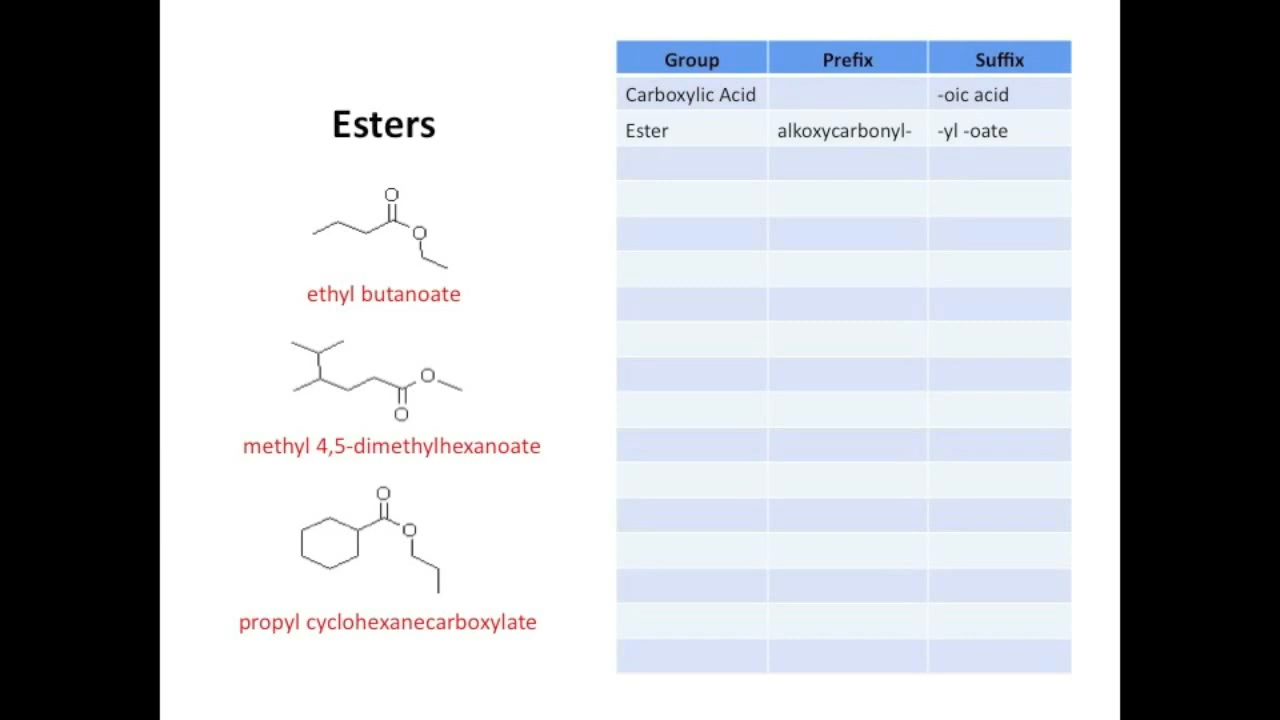 Esters
O
O
ethyl butanoate
O
O
methyl 4,5-dimethylhexanoate
O
O
propyl cyclohexanecarboxylate
Group Prefix Suffix
Carboxylic Acid -oic acid
Ester alkoxycarbonyl- -yl -oate